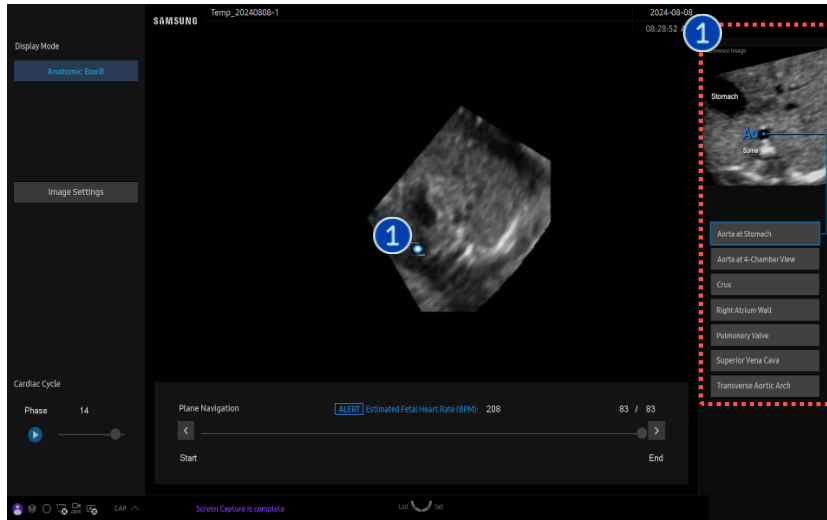 Temp_20240808-1
2024-08-08
SAMSUNG
08:28:52
1
Display Mode
Anatomic Box®
Image Settings
Cardiac Cycle
Phase 14
1
Plane Navigation
ALERT Estimated Fetal Heart Rate (BPM): 208
83 / 83
<
>
Start
End
CAP
Screen Capture is complete
Exit
Set
Image
Stomach
Ao
Spine
Aorta at Stomach
Aorta at 4-Chamber View
Crux
Right Atrium Wall
Pulmonary Valve
Superior Vena Cava
Transverse Aortic Arch